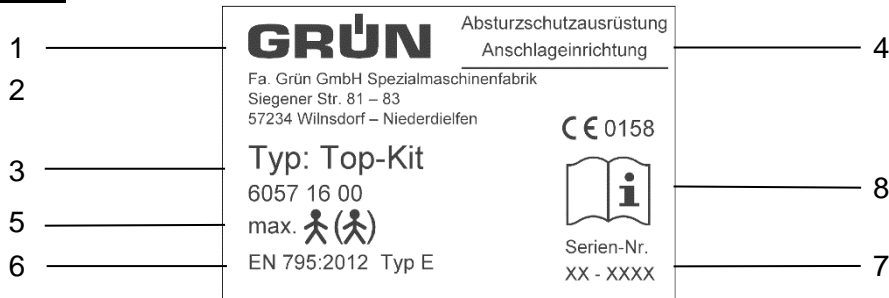 1
GRÜN
Absturzschutzausrüstung
Anschlageinrichtung
4
2
Fa. Grün GmbH Spezialmaschinenfabrik
Siegener Str. 81 – 83
57234 Wilnsdorf – Niederdielfen
CE 0158
3
Typ: Top-Kit
6057 16 00
i
8
5
max. ( )
6
EN 795:2012 Typ E
Serien-Nr.
XX - XXXX
7